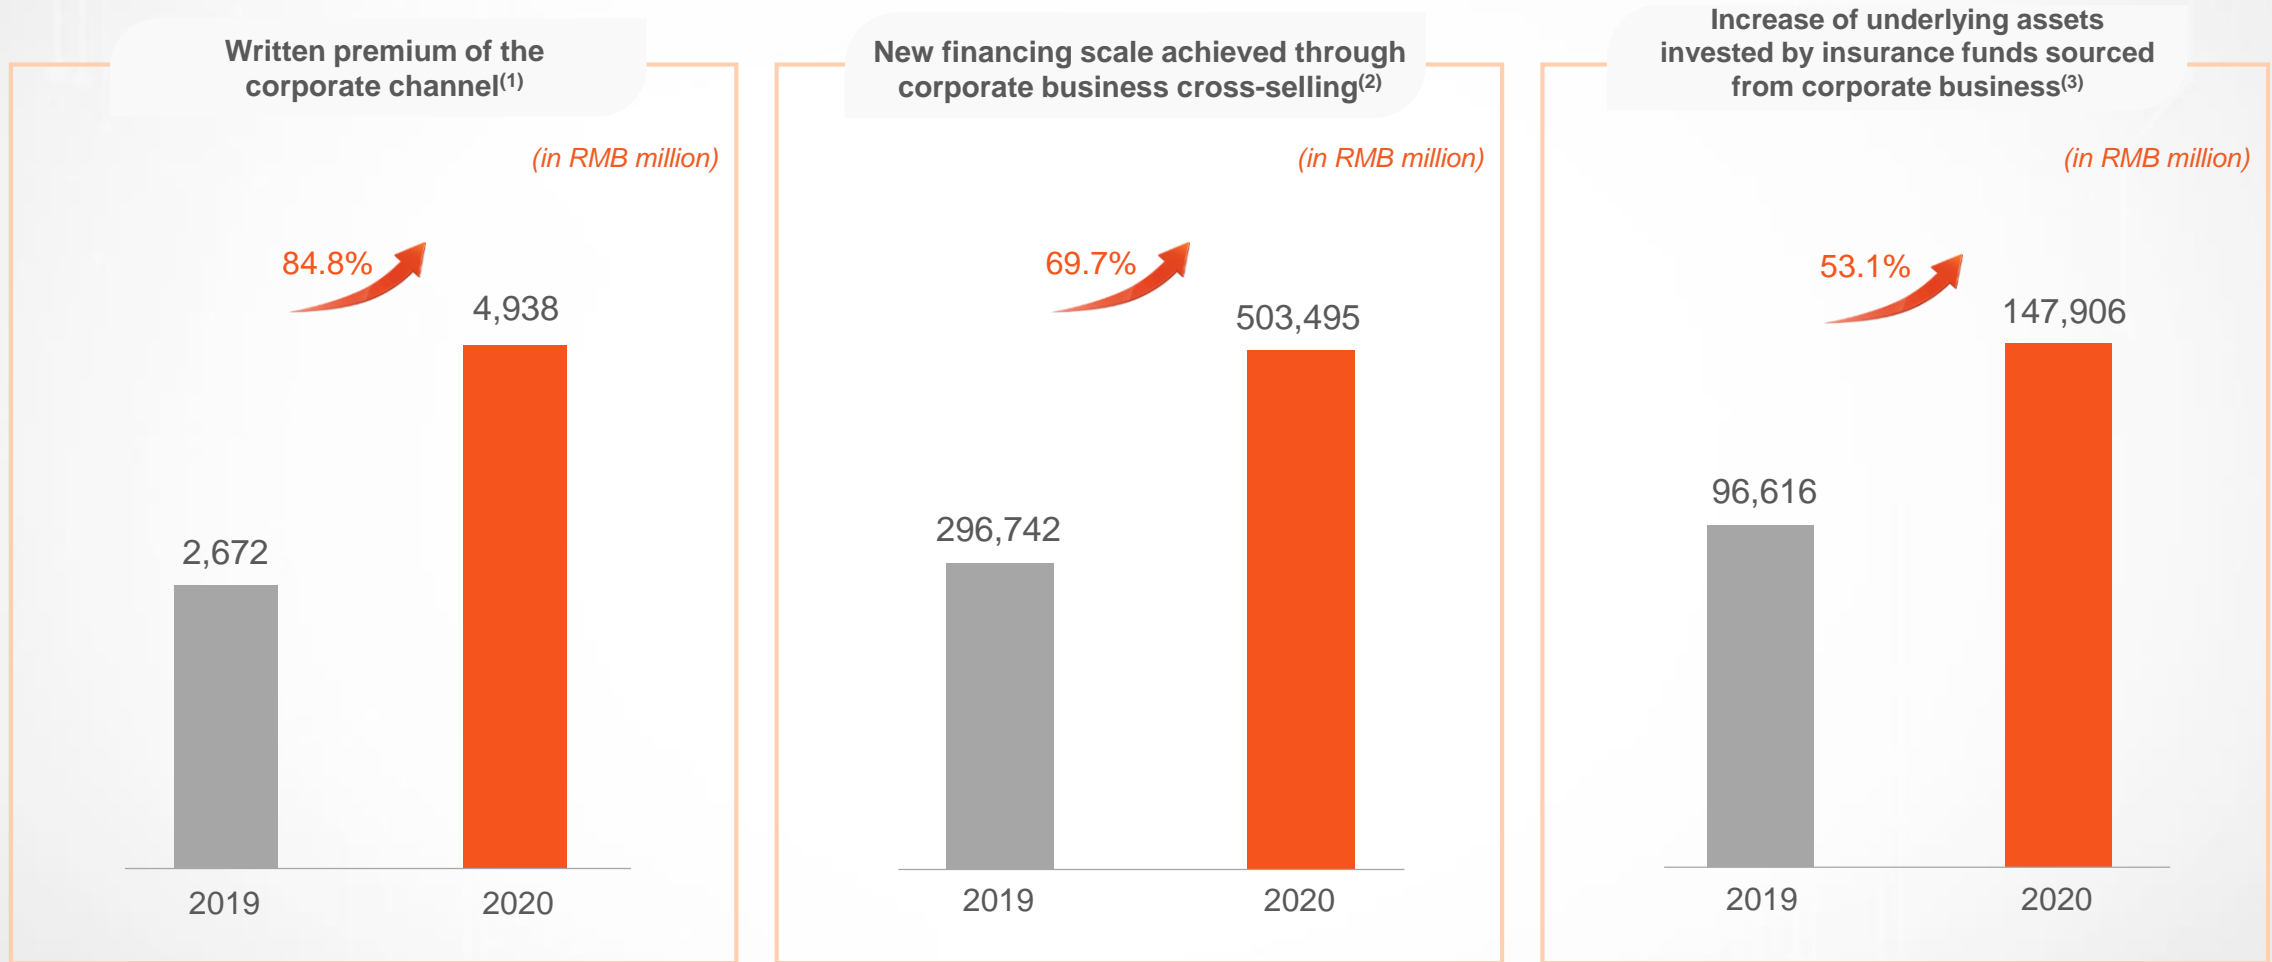 Written premium of the
corporate channel(1)
(in RMB million)
84.8%
4,938
2,672
2019
2020
New financing scale achieved through
corporate business cross-selling(2)
(in RMB million)
69.7%
503,495
296,742
2019
2020
Increase of underlying assets
invested by insurance funds sourced
from corporate business(3)
(in RMB million)
53.1%
147,906
96,616
2019
2020